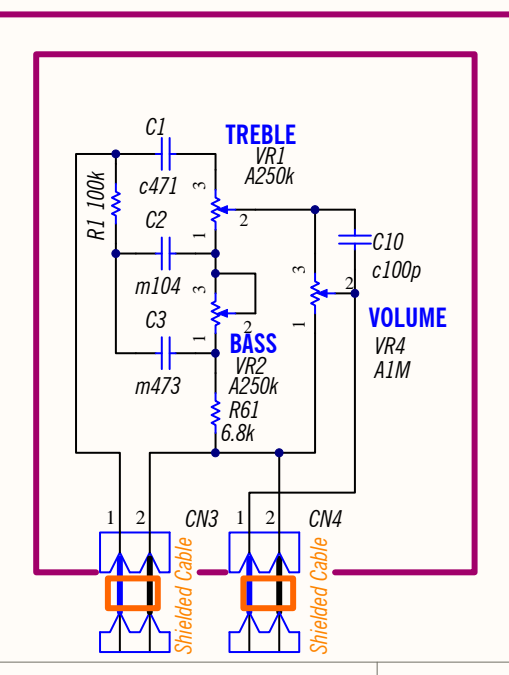 C1
TREBLE
VR1
A250k
c471
3
R1 100k
C2
1
2
C10
m104
3
3
2
c100p
C3
1
2
1
VOLUME
BASS
VR4
m473
VR2
A1M
A250k
R61
6.8k
1
2
CN3
1
2
CN4
Shielded Cable
Shielded Cable